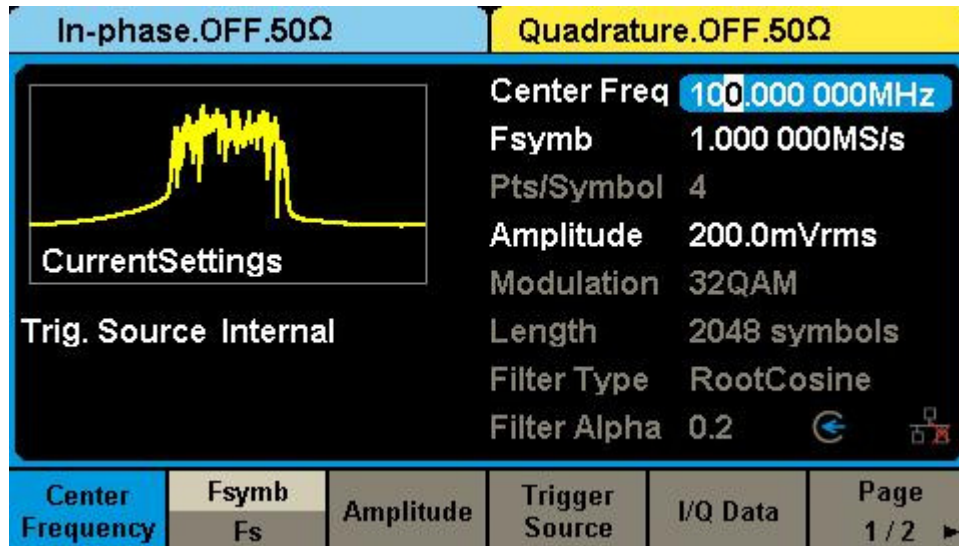 In-phase.OFF.50Ω
Quadrature.OFF.50Ω
Center Freq 100.000 000MHz
Fsymb 1.000 000MS/s
Pts/Symbol 4
Amplitude 200.0mVrms
Modulation 32QAM
Length 2048 symbols
Filter Type RootCosine
Filter Alpha 0.2
CurrentSettings
Trig. Source Internal
Center Frequency
Fsymb
Fs
Amplitude
Trigger Source
I/Q Data
Page 1/2